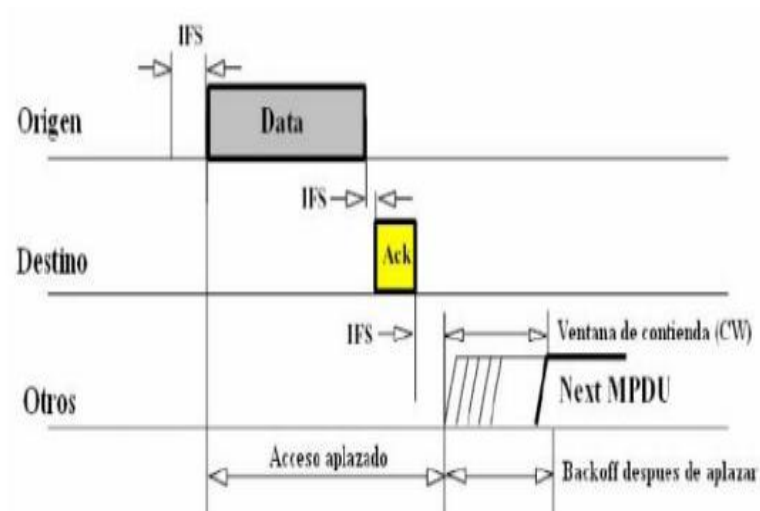 IFS
Origen
Data
IFS
Destino
Ack
IFS
Ventana de contienda (CW)
Otros
Next MPDU
Acceso aplazado
Backoff despues de aplazar